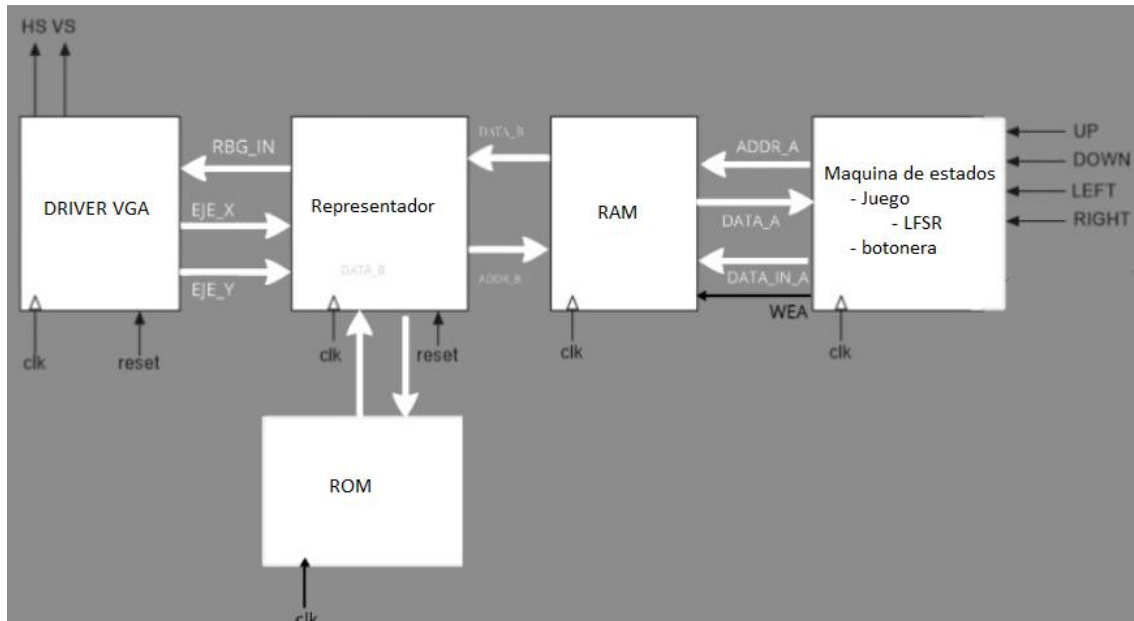 HS VS
DRIVER VGA
RBG_IN
EJE_X
EJE_Y
clk
reset
Representador
DATA_B
clk
reset
DATA_B
ADDR_B
RAM
clk
ADDR_A
DATA_A
DATA_IN_A
WEA
Maquina de estados
- Juego
- LFSR
- botonera
clk
UP
DOWN
LEFT
RIGHT
ROM
clk